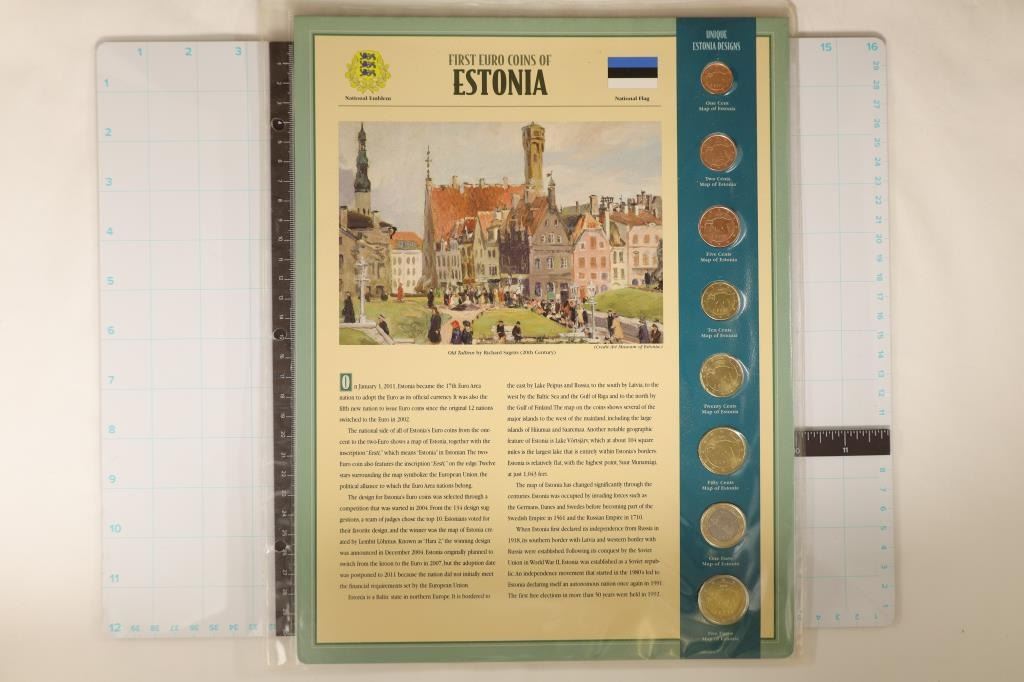 UNIQUE
ESTONIA DESIGNS
National Emblem
FIRST EURO COINS OF
ESTONIA
National Flag
One Cent
Map of Estonia
Two Cents
Map of Estonia
Five Cents
Map of Estonia
Ten Cents
Map of Estonia
Twenty Cents
Map of Estonia
Fifty Cents
Map of Estonia
One Euro
Map of Estonia
Map of Estonia
(Credit: Art Museum of Estonia.)
Old Tallinn by Richard Sagrits (20th Century)
On January 1, 2011, Estonia became the 17th Euro Area
nation to adopt the Euro as its official currency. It was also the
fifth new nation to issue Euro coins since the original 12 nations
switched to the Euro in 2002.
The national side of all of Estonia's Euro coins from the one-
cent to the two-Euro shows a map of Estonia, together with the
inscription "Eesti," which means "Estonia" in Estonian. The two-
Euro coin also features the inscription "Eesti" on the edge. Twelve
stars surrounding the map symbolize the European Union, the
political alliance to which the Euro Area nations belong.
The design for Estonia's Euro coins was selected through a
competition that was started in 2004. From the 134 design sug-
gestions, a team of judges chose the top 10. Estonians voted for
their favorite design, and the winner was the map of Estonia cre-
ated by Lembit Lõhmus. Known as "Hara 2," the winning design
was announced in December 2004. Estonia originally planned to
switch from the kroon to the Euro in 2007, but the adoption date
was postponed to 2011 because the nation did not initially meet
the financial requirements set by the European Union.
Estonia is a Baltic state in northern Europe. It is bordered to
the east by Lake Peipus and Russia, to the south by Latvia, to the
west by the Baltic Sea and the Gulf of Riga and to the north by
the Gulf of Finland. The map on the coins shows several of the
major islands to the west of the mainland, including the large
islands of Hiiumaa and Saaremaa. Another notable geographic
feature of Estonia is Lake Võrtsjärv, which at about 104 square
miles is the largest lake that is entirely within Estonia's borders.
Estonia is relatively flat, with the highest point, Suur Munamagi,
at just 1,043 feet.
The map of Estonia has changed significantly through the
centuries. Estonia was occupied by invading forces such as
the Germans, Danes and Swedes before becoming part of the
Swedish Empire in 1561 and the Russian Empire in 1710.
When Estonia first declared its independence from Russia in
1918, its southern border with Latvia and western border with
Russia were established. Following its conquest by the Soviet
Union in World War II, Estonia was established as a Soviet repub-
lic. An independence movement that started in the 1980's led to
Estonia declaring itself an autonomous nation once again in 1991.
The first free elections in more than 50 years were held in 1992.